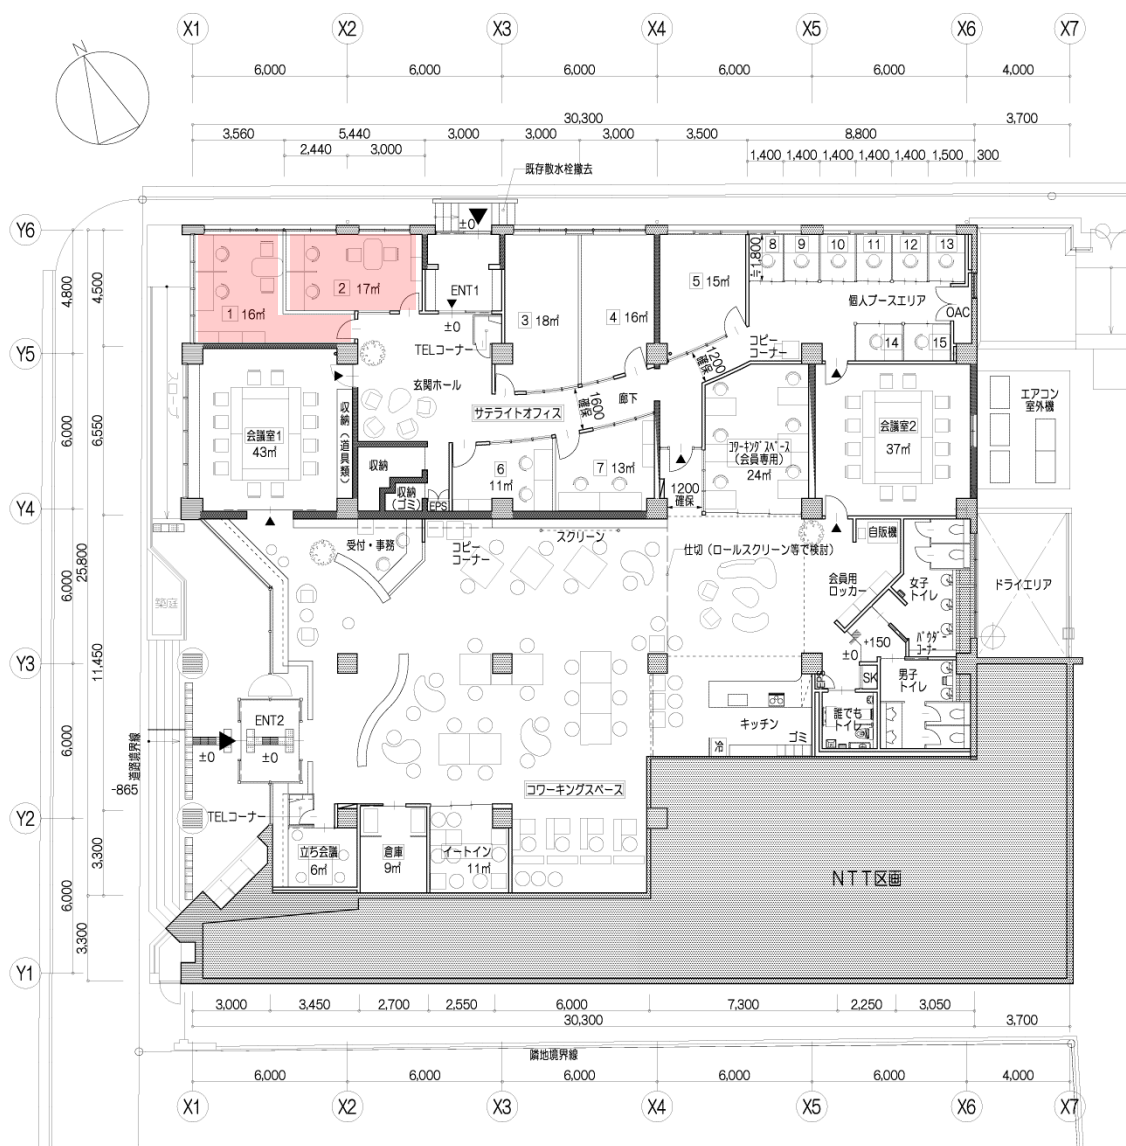 X1 X2 X3 X4 X5 X6 X7
N
6,000 6,000 6,000 6,000 6,000 4,000
30,300 3,700
3,560 5,440 3,000 3,000 3,000 3,500 8,800
2,440 3,000 1,400 1,400 1,400 1,400 1,400 1,500 300
既存散水栓撤去
Y6
±0
8 9 10 11 12 13
≒1,800
2 17㎡
5 15㎡
4,800 4,500
ENT1
個人ブースエリア
OAC
1 16㎡
3 18㎡
4 16㎡
±0
14 15
Y5
TELコーナー
コピーコーナー
1200確保
玄関ホール
廊下
エアコン室外機
サテライトオフィス
1600確保
6,000 6,550
会議室1
43㎡
収納(道具類)
収納
コワーキングスペース
(会員専用)
24㎡
会議室2
37㎡
6
11㎡
7 13㎡
収納
(ゴミ)
EPS
1200
確保
Y4
受付・事務
コピー
コーナー
スクリーン
仕切(ロールスクリーン等で検討)
自販機
会員用
ロッカー
女子
トイレ
ドライエリア
6,000 25,800
パウダー
コーナー
+150
±0
Y3
11,450
SK
男子
トイレ
ENT2
誰でも
トイレ
キッチン
ゴミ
±0 ±0
6,000
道路境界線
-865
コワーキングスペース
TELコーナー
Y2
立ち会議
6㎡
倉庫
9㎡
イートイン
11㎡
3,300
6,000
NTT区画
3,300
Y1
3,000 3,450 2,700 2,550 6,000 7,300 2,250 3,050
30,300 3,700
隣地境界線
6,000 6,000 6,000 6,000 6,000 4,000
X1 X2 X3 X4 X5 X6 X7